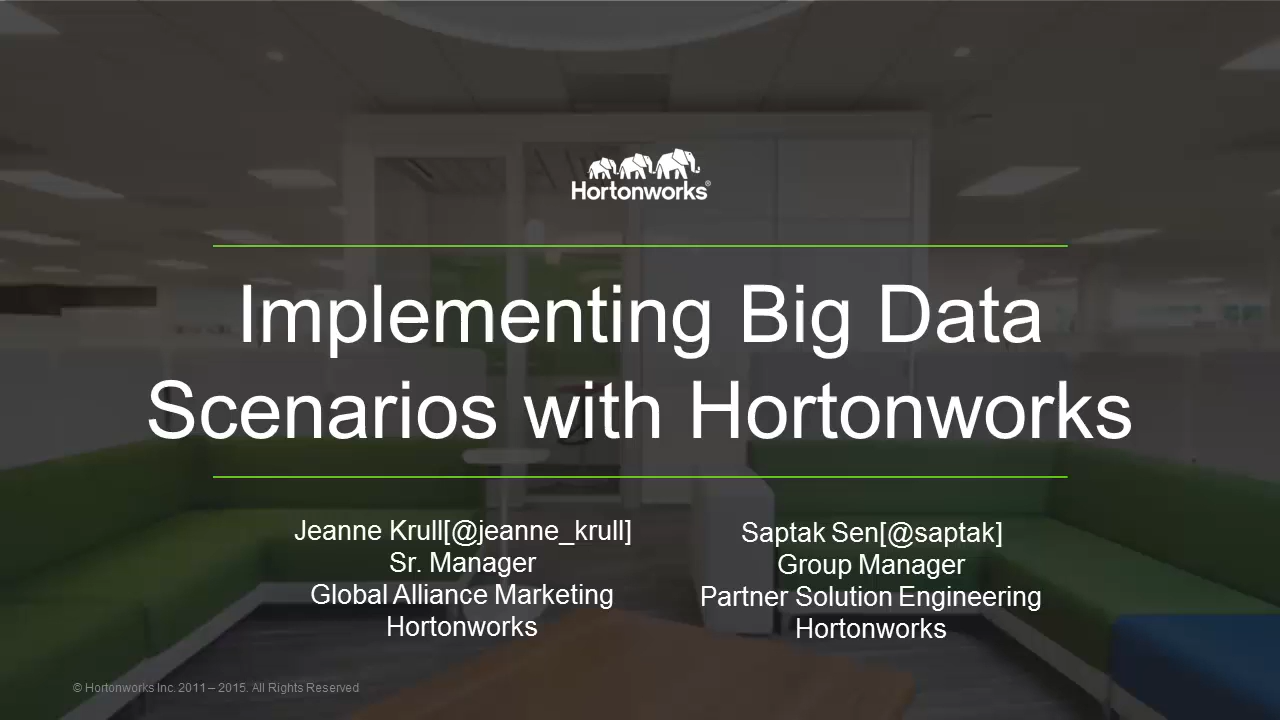 Hortonworks®
Implementing Big Data
Scenarios with Hortonworks
Jeanne Krull[@jeanne_krull]
Sr. Manager
Global Alliance Marketing
Hortonworks
Saptak Sen[@saptak]
Group Manager
Partner Solution Engineering
Hortonworks
© Hortonworks Inc. 2011 – 2015. All Rights Reserved